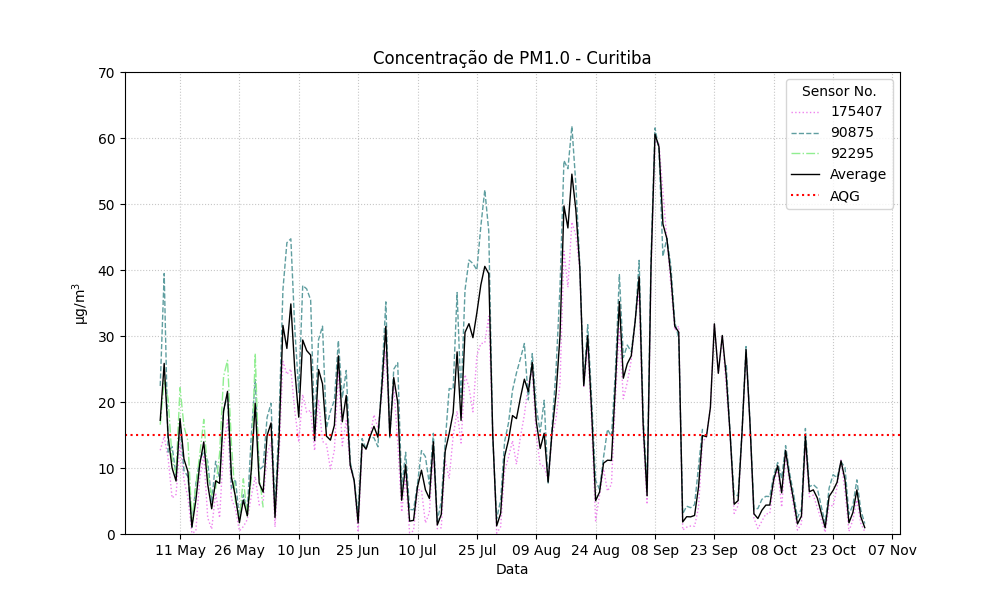 Concentração de PM1.0 - Curitiba
Sensor No.
175407
90875
92295
Average
AQG
70
60
50
40
30
20
10
0
µg/m³
11 May 26 May 10 Jun 25 Jun 10 Jul 25 Jul 09 Aug 24 Aug 08 Sep 23 Sep 08 Oct 23 Oct 07 Nov
Data